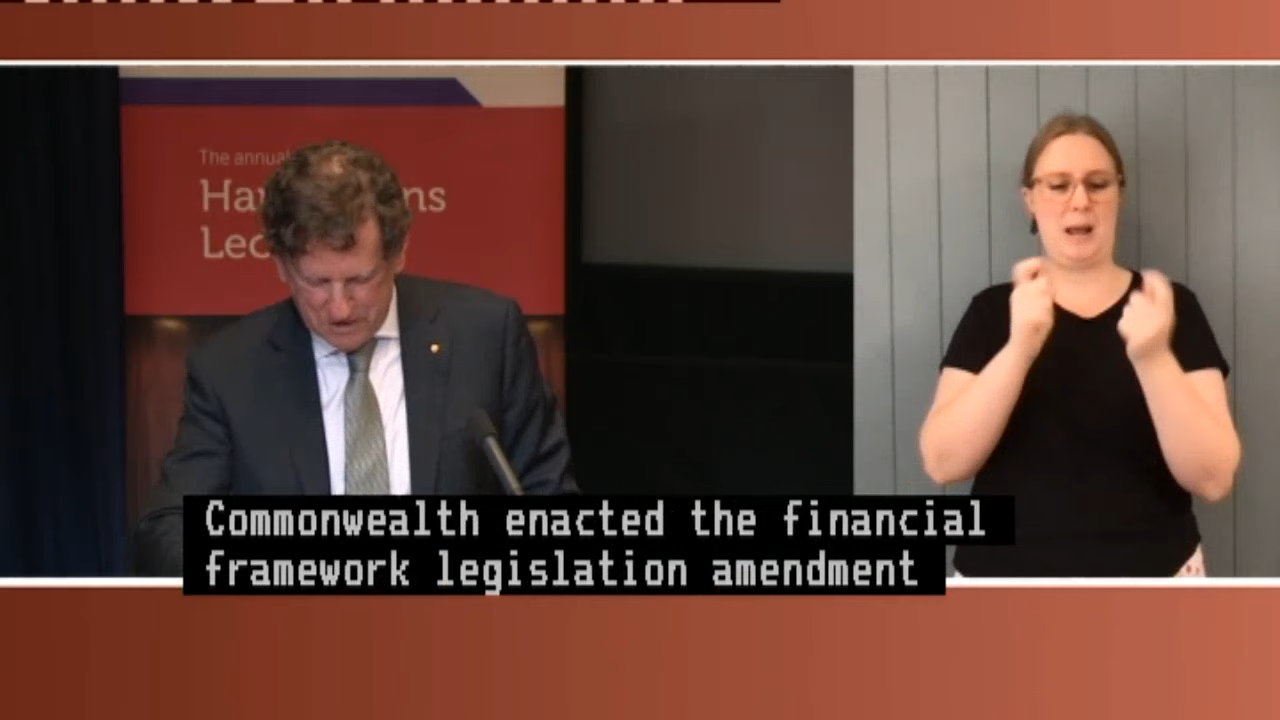 The annual
Ha ns
Lec
Commonwealth enacted the financial
framework legislation amendment